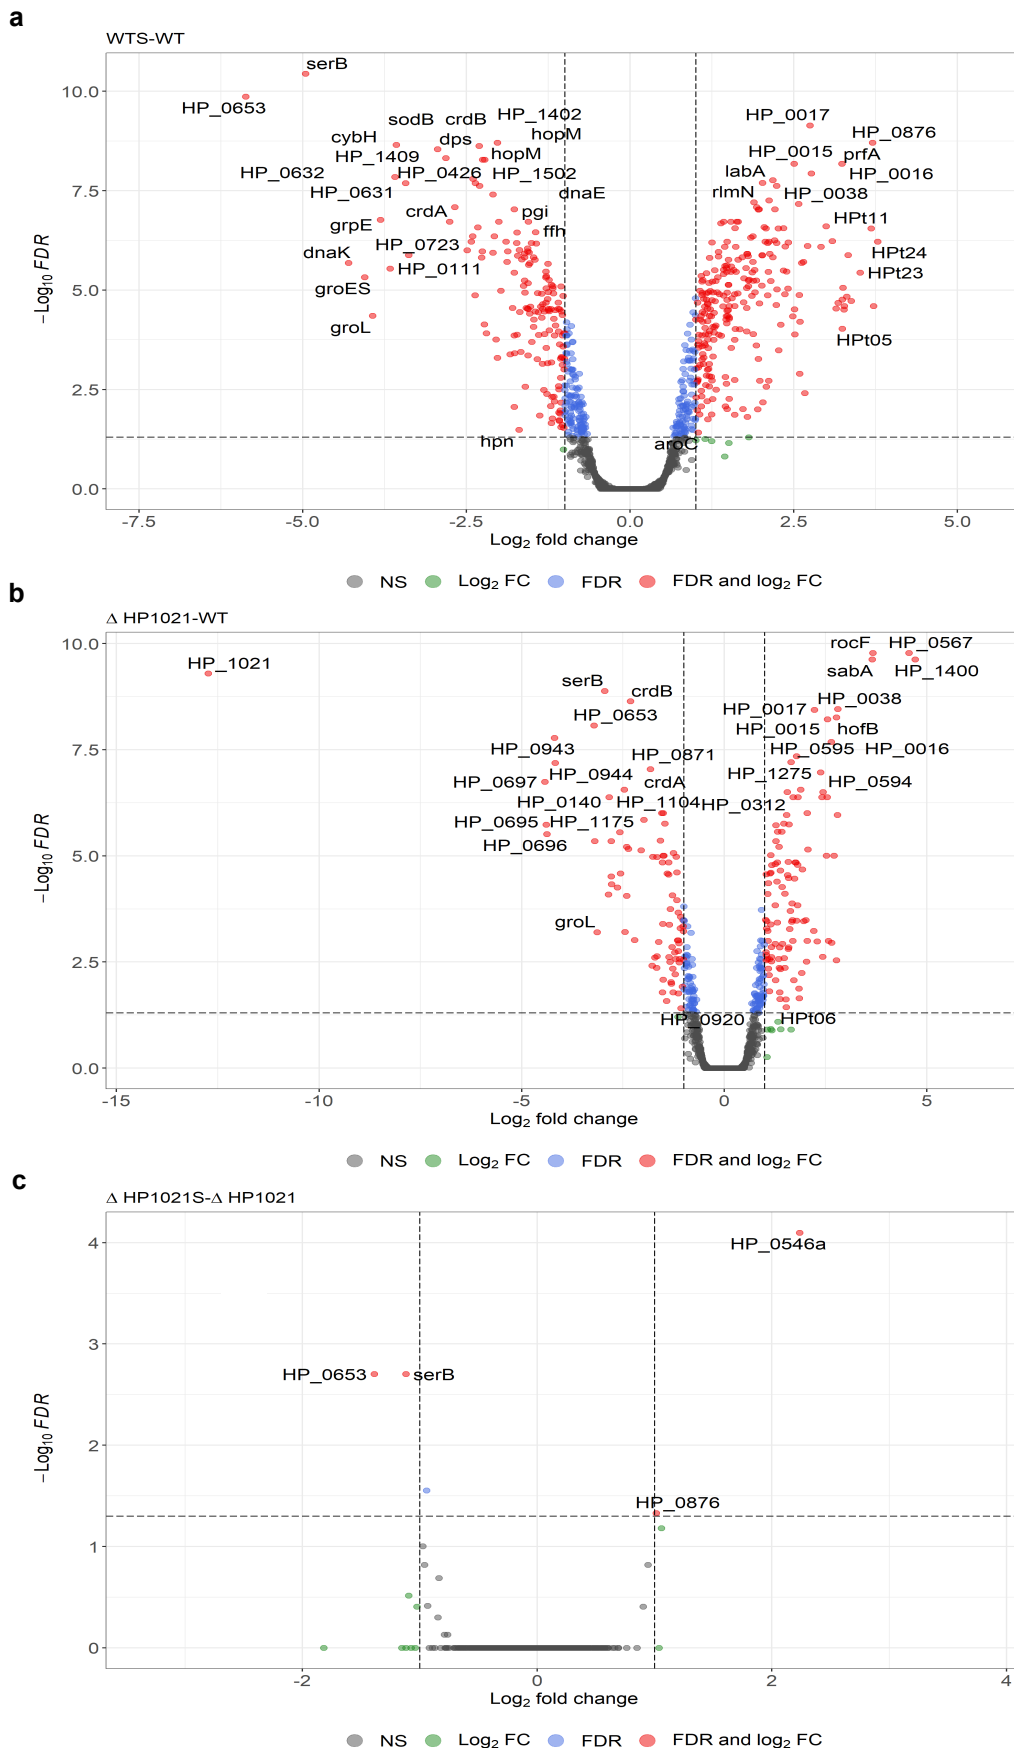 a
WTS-WT
serB
HP_0653
HP_1402
sodB crdB
hopM
HP_0017
HP_0876
cybH
dps
HP_1409
hopM
HP_0015
prfA
HP_0632
HP_0426
HP_1502
labA
HP_0016
HP_0631
dnaE
rlmN
HP_0038
crdA
pgi
HPt11
grpE
ffh
HP_0723
dnaK
HPt24
HP_0111
HPt23
groES
groL
HPt05
hpn
aroC
10.0
7.5
5.0
2.5
0.0
−Log10 FDR
-7.5 -5.0 -2.5 0.0 2.5 5.0
Log2 fold change
NS Log2 FC FDR FDR and log2 FC
b
Δ HP1021-WT
rocF HP_0567
HP_1021
sabA HP_1400
serB
crdB
HP_0038
HP_0653
HP_0017
HP_0015 hofB
HP_0943
HP_0871
HP_0595 HP_0016
HP_0944
HP_1275
HP_0697
crdA
HP_0594
HP_0140 HP_1104 HP_0312
HP_0695 HP_1175
HP_0696
groL
HP_0920
HPt06
10.0
7.5
5.0
2.5
0.0
−Log10 FDR
-15 -10 -5 0 5
Log2 fold change
NS Log2 FC FDR FDR and log2 FC
c
Δ HP1021S-Δ HP1021
HP_0546a
HP_0653 serB
HP_0876
4
3
2
1
0
−Log10 FDR
-2 0 2 4
Log2 fold change
NS Log2 FC FDR FDR and log2 FC